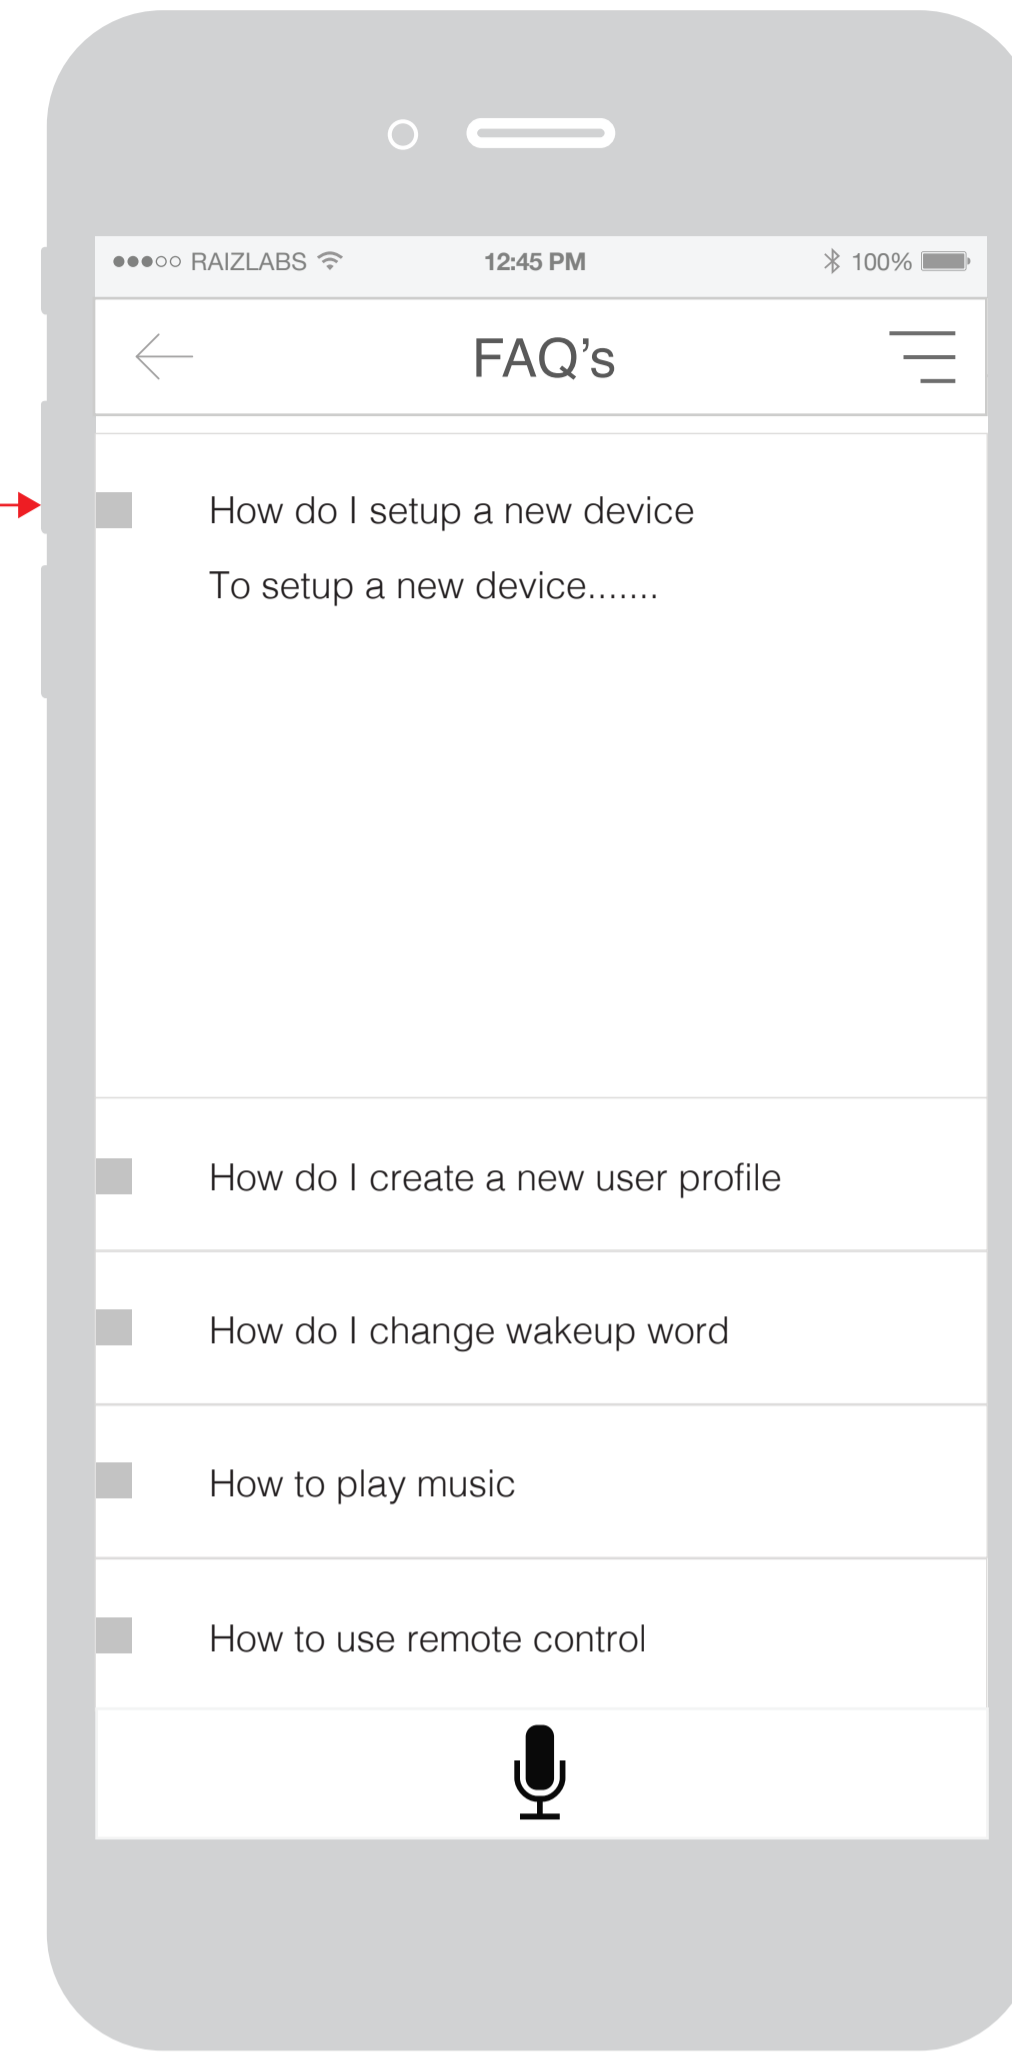 RAIZLABS 12:45 PM 100%
FAQ’s
How do I setup a new device
To setup a new device.......
How do I create a new user profile
How do I change wakeup word
How to play music
How to use remote control